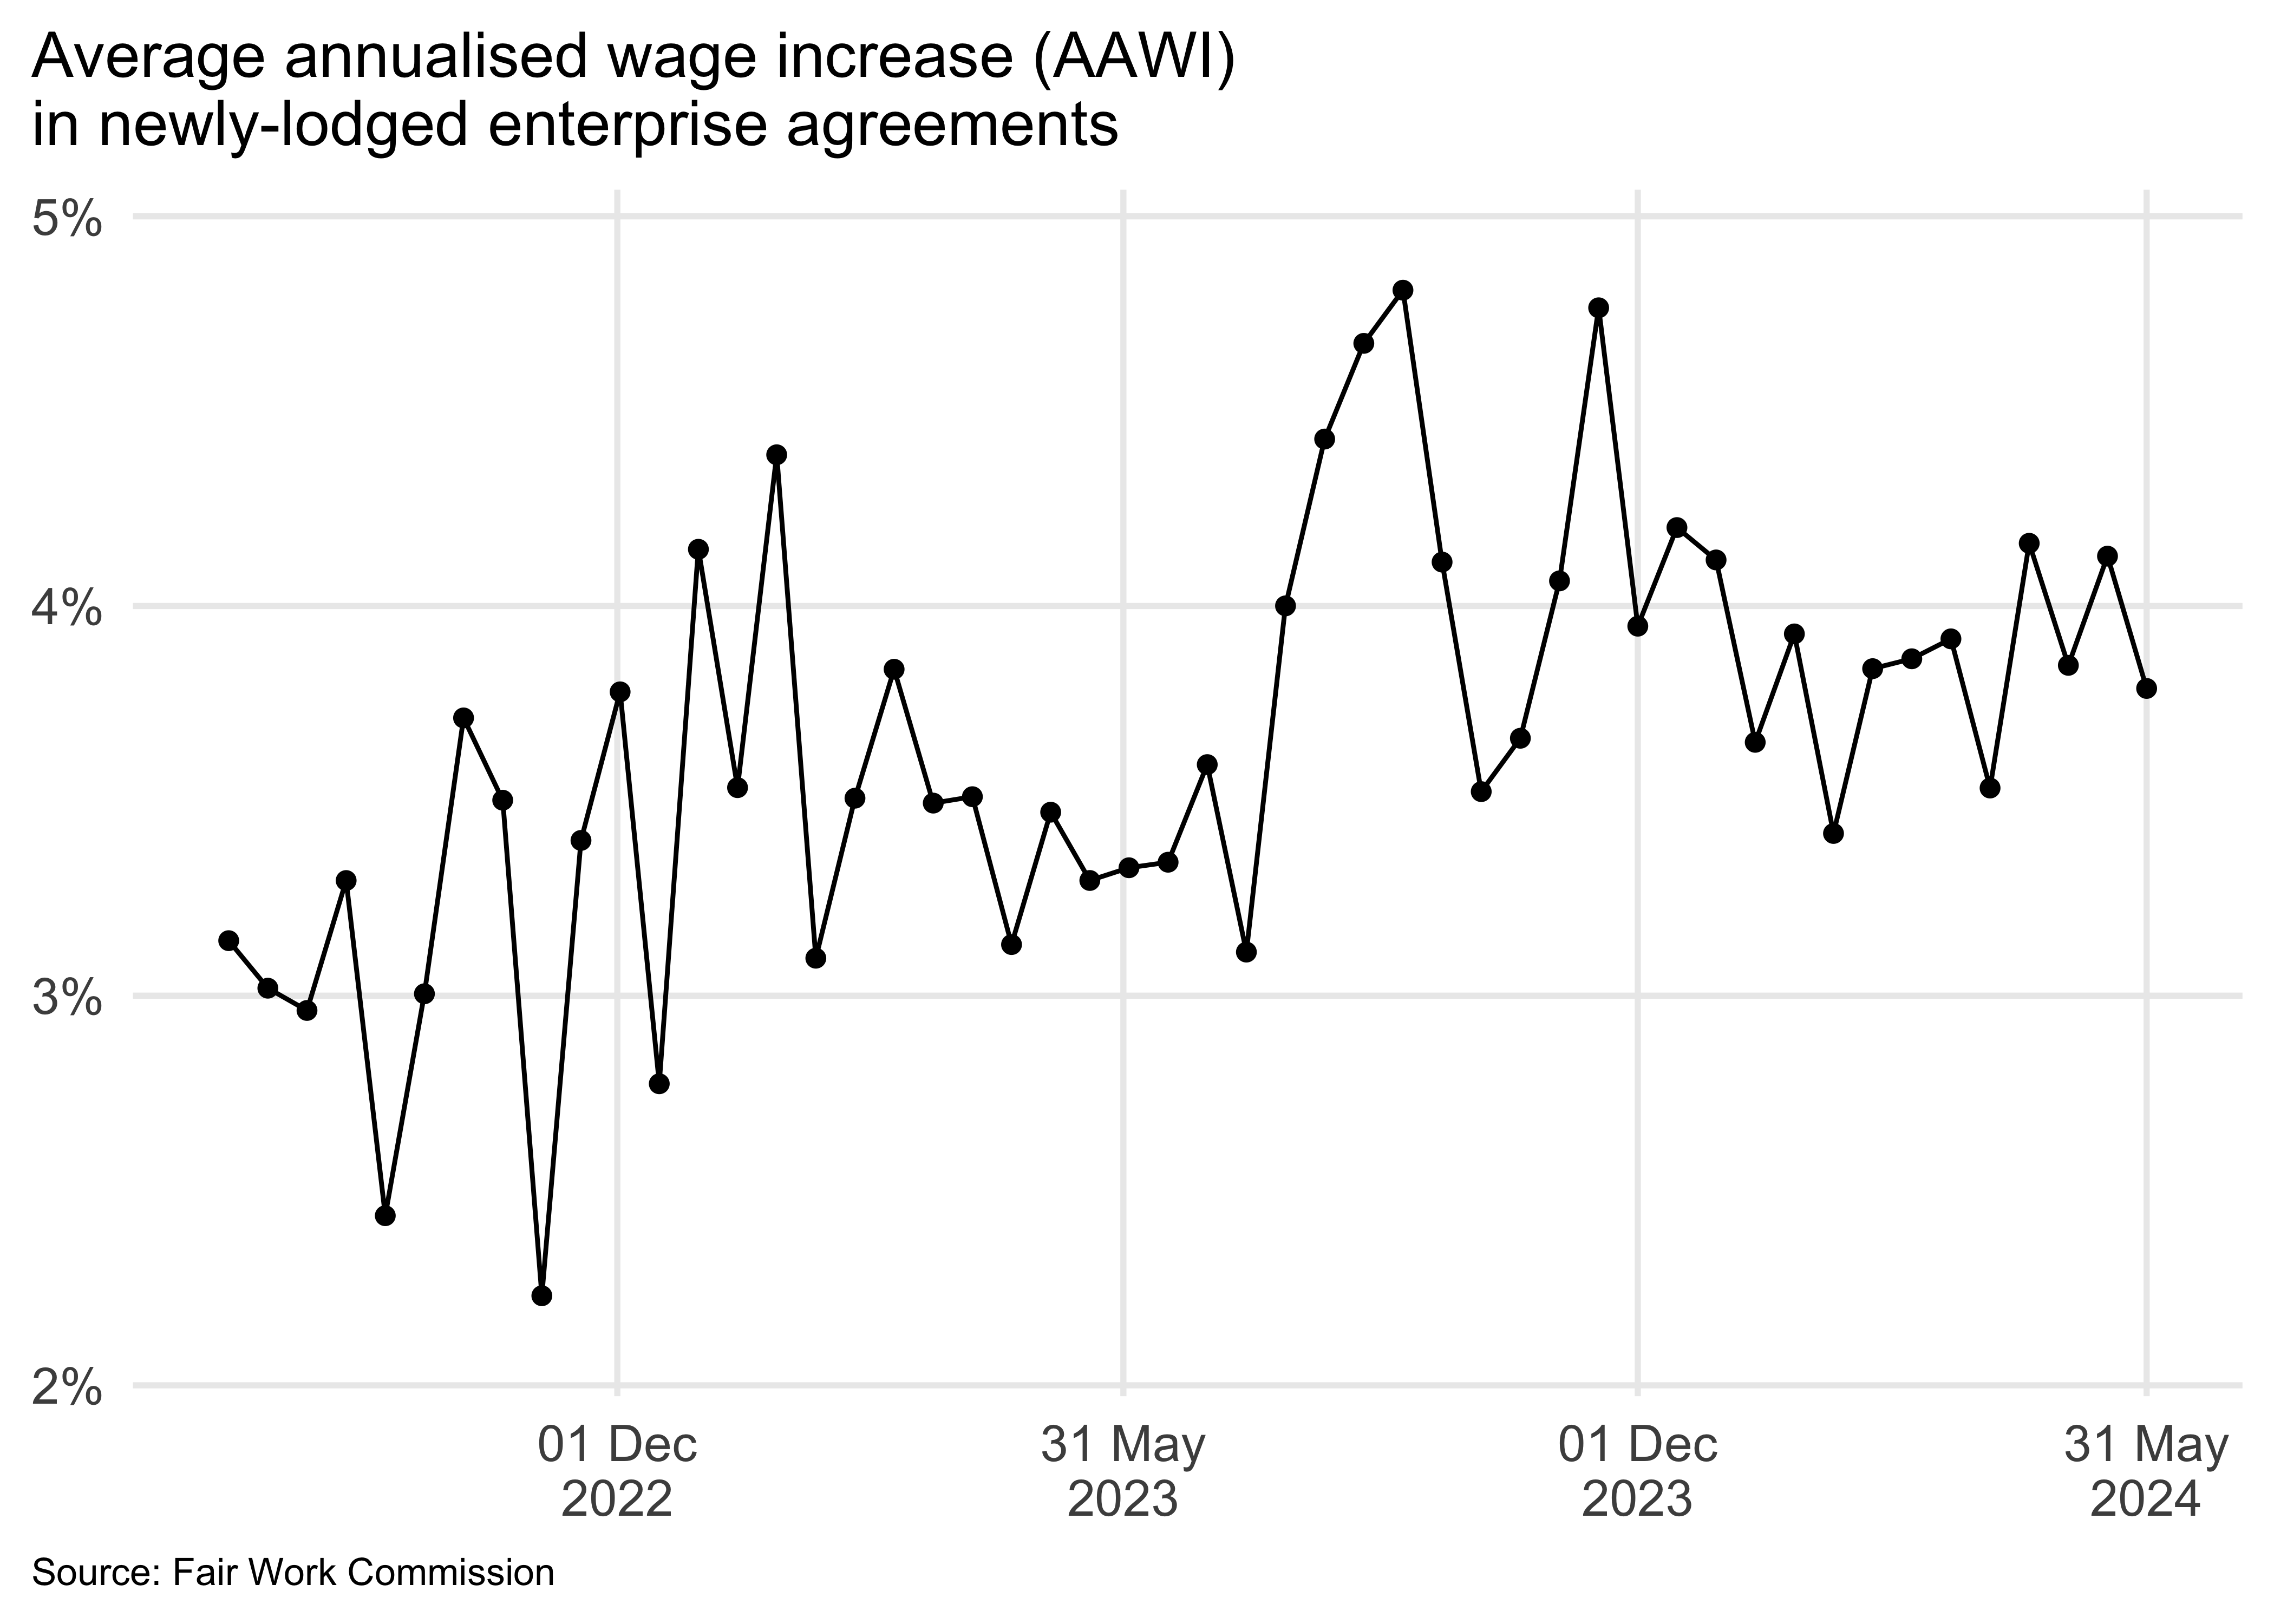 Average annualised wage increase (AAWI)
in newly-lodged enterprise agreements
5%
4%
3%
2%
01 Dec
2022
31 May
2023
01 Dec
2023
31 May
2024
Source: Fair Work Commission